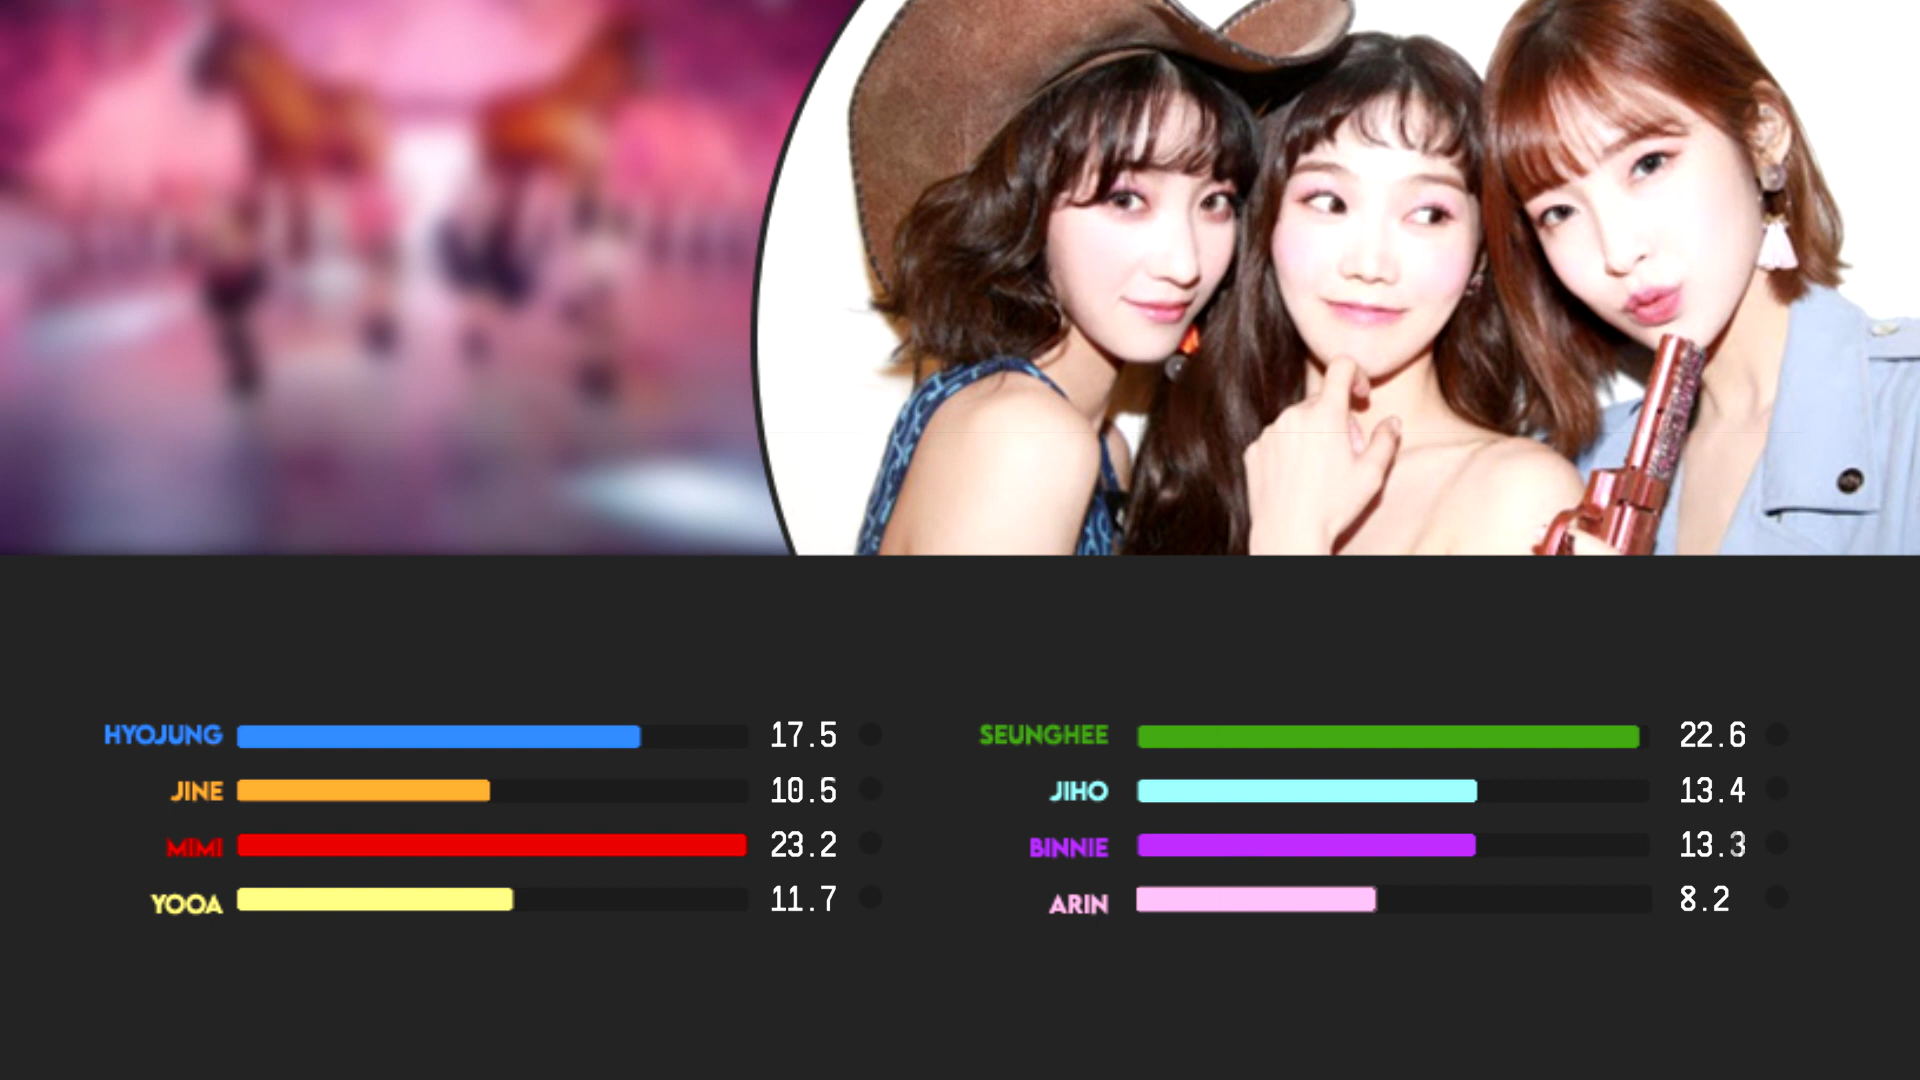 HYOJUNG 17.5
JINE 10.5
MIMI 23.2
YOOA 11.7
SEUNGHEE 22.6
JIHO 13.4
BINNIE 13.3
ARIN 8.2